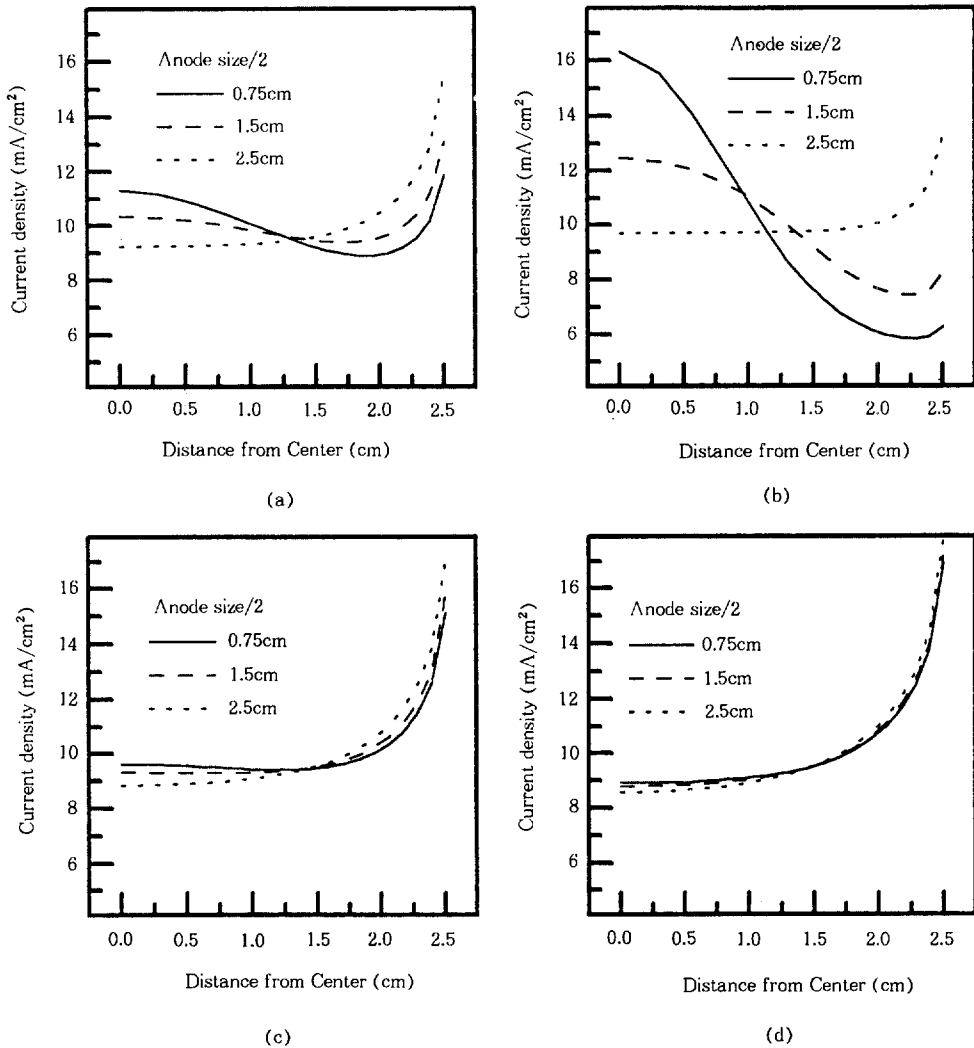 Current density (mA/cm²)
16
14
12
10
8
6
Anode size/2
0.75cm
1.5cm
2.5cm
0.0 0.5 1.0 1.5 2.0 2.5
Distance from Center (cm)
(a)
Current density (mA/cm²)
16
14
12
10
8
6
Anode size/2
0.75cm
1.5cm
2.5cm
0.0 0.5 1.0 1.5 2.0 2.5
Distance from Center (cm)
(b)
Current density (mA/cm²)
16
14
12
10
8
6
Anode size/2
0.75cm
1.5cm
2.5cm
0.0 0.5 1.0 1.5 2.0 2.5
Distance from Center (cm)
(c)
Current density (mA/cm²)
16
14
12
10
8
6
Anode size/2
0.75cm
1.5cm
2.5cm
0.0 0.5 1.0 1.5 2.0 2.5
Distance from Center (cm)
(d)